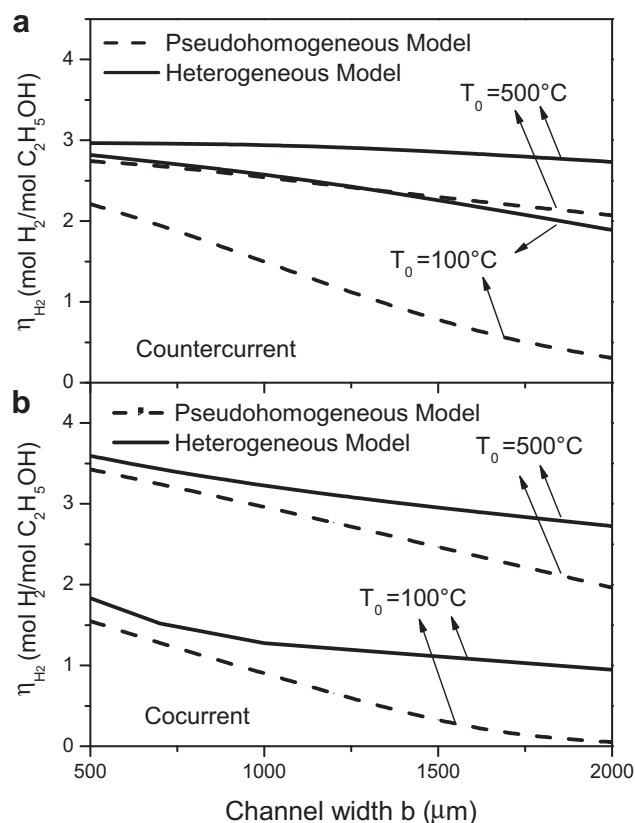 a
4
3
2
1
0
η_H2 (mol H2/mol C2H5OH)
Pseudohomogeneous Model
Heterogeneous Model
T0=500°C
T0=100°C
Countercurrent
b
4
3
2
1
0
η_H2 (mol H2/mol C2H5OH)
Pseudohomogeneous Model
Heterogeneous Model
T0=500°C
T0=100°C
Cocurrent
500
1000
1500
2000
Channel width b (μm)